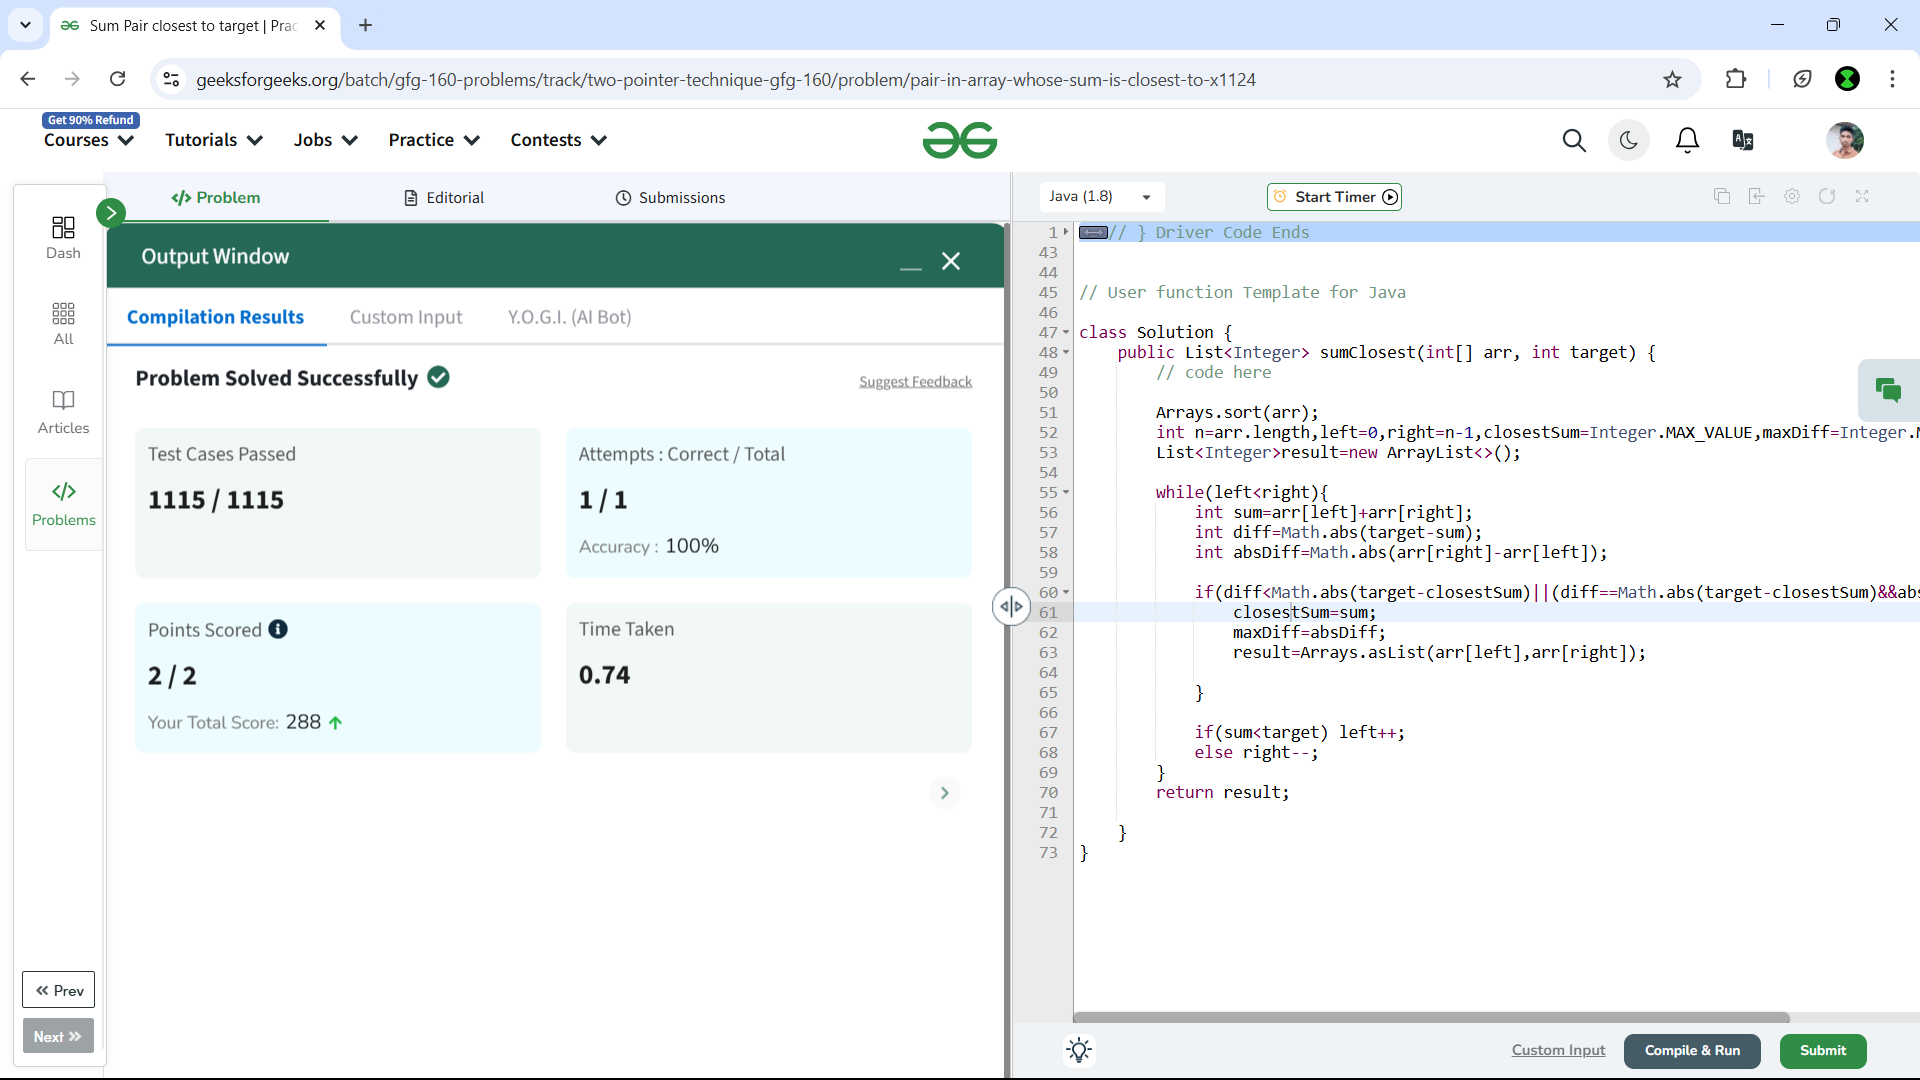 Sum Pair closest to target | Prac
geeksforgeeks.org/batch/gfg-160-problems/track/two-pointer-technique-gfg-160/problem/pair-in-array-whose-sum-is-closest-to-x1124
Get 90% Refund
Courses Tutorials Jobs Practice Contests
Dash
All
Articles
Problems
<< Prev
Next >>
</> Problem Editorial Submissions
Output Window
Compilation Results Custom Input Y.O.G.I. (AI Bot)
Problem Solved Successfully
Suggest Feedback
Test Cases Passed
1115 / 1115
Attempts : Correct / Total
1 / 1
Accuracy : 100%
Points Scored
2 / 2
Your Total Score: 288
Time Taken
0.74
Java (1.8) Start Timer
1 // } Driver Code Ends
43
44
45 // User function Template for Java
46
47 class Solution {
48 public List<Integer> sumClosest(int[] arr, int target) {
49 // code here
50
51 Arrays.sort(arr);
52 int n=arr.length,left=0,right=n-1,closestSum=Integer.MAX_VALUE,maxDiff=Integer.M
53 List<Integer>result=new ArrayList<>();
54
55 while(left<right){
56 int sum=arr[left]+arr[right];
57 int diff=Math.abs(target-sum);
58 int absDiff=Math.abs(arr[right]-arr[left]);
59
60 if(diff<Math.abs(target-closestSum)||(diff==Math.abs(target-closestSum)&&abs
61 closestSum=sum;
62 maxDiff=absDiff;
63 result=Arrays.asList(arr[left],arr[right]);
64
65 }
66
67 if(sum<target) left++;
68 else right--;
69 }
70 return result;
71
72 }
73 }
Custom Input Compile & Run Submit